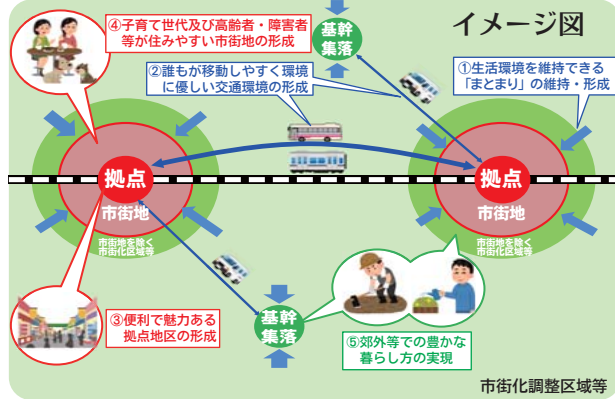 イメージ図
④子育て世代及び高齢者・障害者
等が住みやすい市街地の形成
基幹
集落
②誰もが移動しやすく環境
に優しい交通環境の形成
①生活環境を維持できる
「まとまり」の維持・形成
拠点
市街地
市街地を除く
市街化区域等
拠点
市街地
市街地を除く
市街化区域等
③便利で魅力ある
拠点地区の形成
基幹
集落
⑤郊外等での豊かな
暮らし方の実現
市街化調整区域等